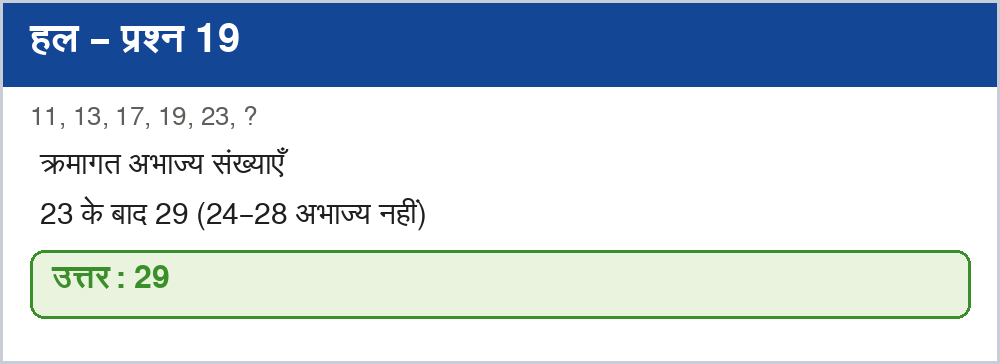 हल – प्रश्न 19
11, 13, 17, 19, 23, ?
क्रमागत अभाज्य संख्याएँ
23 के बाद 29 (24–28 अभाज्य नहीं)
उत्तर : 29